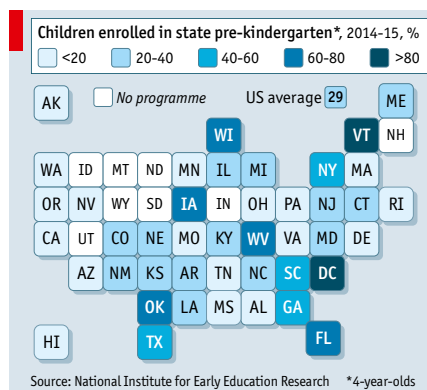 Children enrolled in state pre-kindergarten*, 2014-15, %
<20 20-40 40-60 60-80 >80
AK No programme US average 29 ME
WI VT NH
WA ID MT ND MN IL MI NY MA
OR NV WY SD IA IN OH PA NJ CT RI
CA UT CO NE MO KY WV VA MD DE
AZ NM KS AR TN NC SC DC
OK LA MS AL GA
HI TX FL
Source: National Institute for Early Education Research *4-year-olds